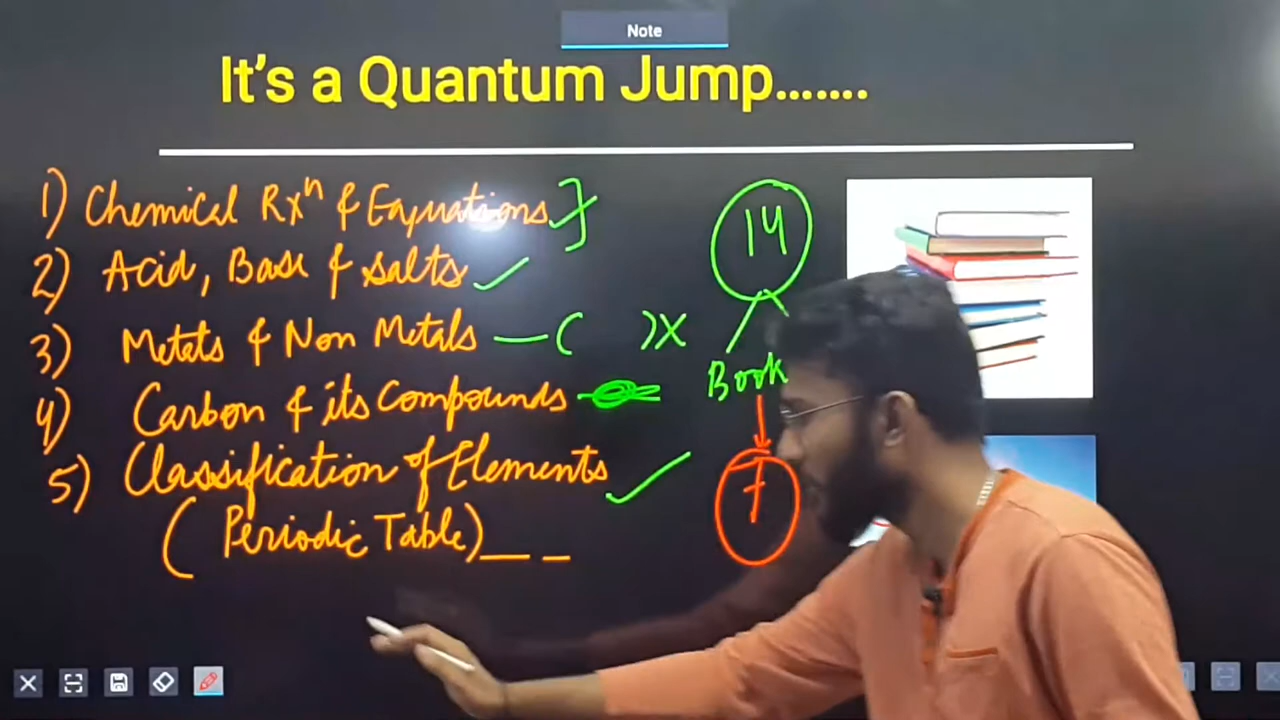 Note
It's a Quantum Jump.......
1) Chemical Rxⁿ & Equations
2) Acid, Base & salts ✓
3) Metals & Non Metals — ( ) X
4) Carbon & its Compounds -
5) Classification of Elements ✓
( Periodic Table) _ _
14
Book
7